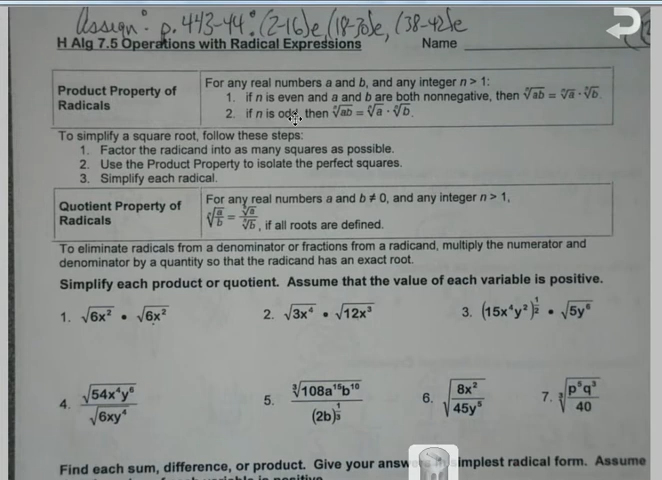 Assign: p. 443-44: (2-16)e, (18-30)e, (38-42)e
H Alg 7.5 Operations with Radical Expressions Name
Product Property of Radicals
For any real numbers a and b, and any integer n > 1:
1. if n is even and a and b are both nonnegative, then ⁿ√ab = ⁿ√a · ⁿ√b.
2. if n is odd, then ⁿ√ab = ⁿ√a · ⁿ√b.
To simplify a square root, follow these steps:
1. Factor the radicand into as many squares as possible.
2. Use the Product Property to isolate the perfect squares.
3. Simplify each radical.
Quotient Property of Radicals
For any real numbers a and b ≠ 0, and any integer n > 1,
ⁿ√(a/b) = ⁿ√a / ⁿ√b, if all roots are defined.
To eliminate radicals from a denominator or fractions from a radicand, multiply the numerator and
denominator by a quantity so that the radicand has an exact root.
Simplify each product or quotient. Assume that the value of each variable is positive.
1. √6x² • √6x² 2. √3x⁴ • √12x³ 3. (15x⁴y²)^½ • √5y⁶
4. √54x⁴y⁶ / √6xy⁴ 5. ³√108a¹⁵b¹⁰ / (2b)^⅓ 6. √(8x² / 45y⁵) 7. ³√(p⁵q³ / 40)
Find each sum, difference, or product. Give your simplest radical form. Assume